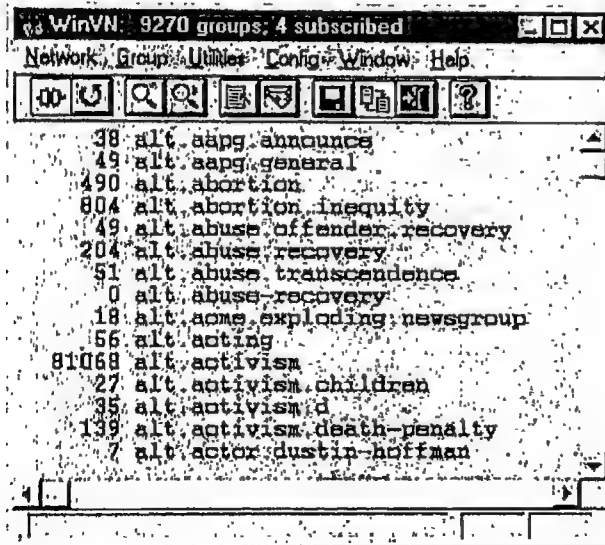 WinVN: 9270 groups; 4 subscribed
Network Group Utilities Config Window Help
38 alt.aapg.announce
49 alt.aapg.general
490 alt.abortion
804 alt.abortion.inequity
49 alt.abuse.offender.recovery
204 alt.abuse.recovery
51 alt.abuse.transcendence
0 alt.abuse-recovery
18 alt.acme.exploding.newsgroup
56 alt.acting
81068 alt.activism
27 alt.activism.children
35 alt.activism.d
139 alt.activism.death-penalty
7 alt.actor.dustin-hoffman